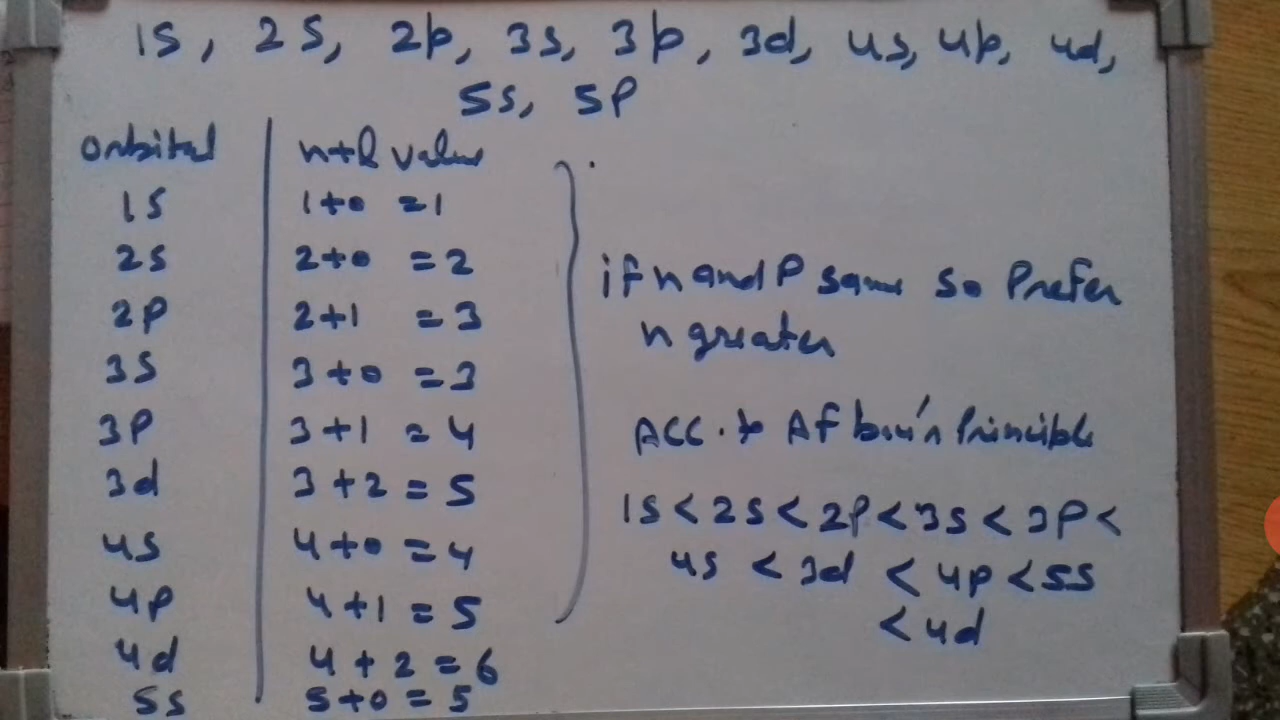 1s, 2s, 2p, 3s, 3p, 3d, 4s, 4p, 4d,
5s, 5p
orbital n+l value
1s 1+0 =1
2s 2+0 =2
2p 2+1 =3
3s 3+0 =3
3p 3+1 =4
3d 3+2 =5
4s 4+0 =4
4p 4+1 =5
4d 4+2 =6
5s 5+0 =5
if n and P same so Prefer
n greater
ACC. to Afbau'n Principle
1s<2s<2p<3s<3p<
4s <3d <4p<5s
<4d